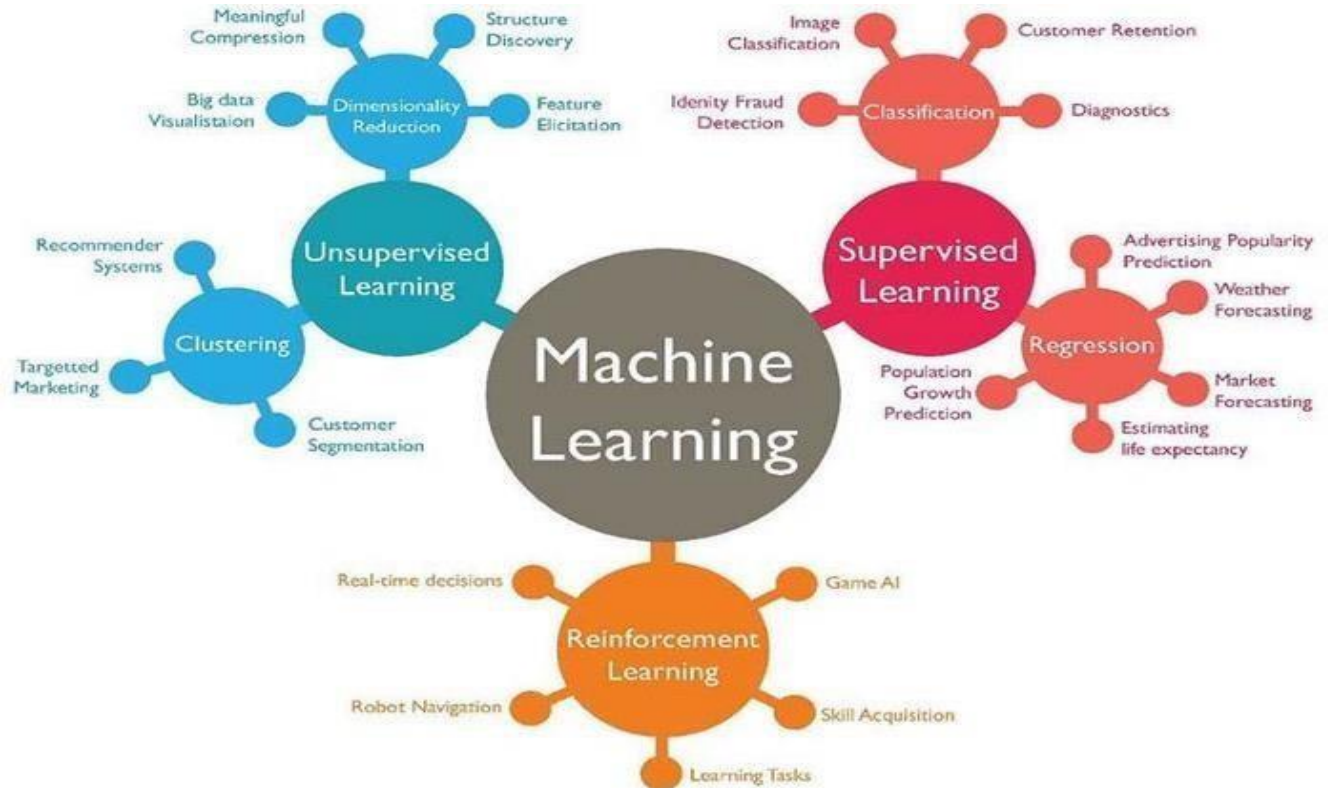 Meaningful
Compression
Structure
Discovery
Big data
Visualistaion
Dimensionality
Reduction
Feature
Elicitation
Unsupervised
Learning
Recommender
Systems
Clustering
Targetted
Marketing
Customer
Segmentation
Machine
Learning
Image
Classification
Customer Retention
Idenity Fraud
Detection
Classification
Diagnostics
Supervised
Learning
Advertising Popularity
Prediction
Weather
Forecasting
Regression
Population
Growth
Prediction
Market
Forecasting
Estimating
life expectancy
Real-time decisions
Game AI
Reinforcement
Learning
Robot Navigation
Skill Acquisition
Learning Tasks